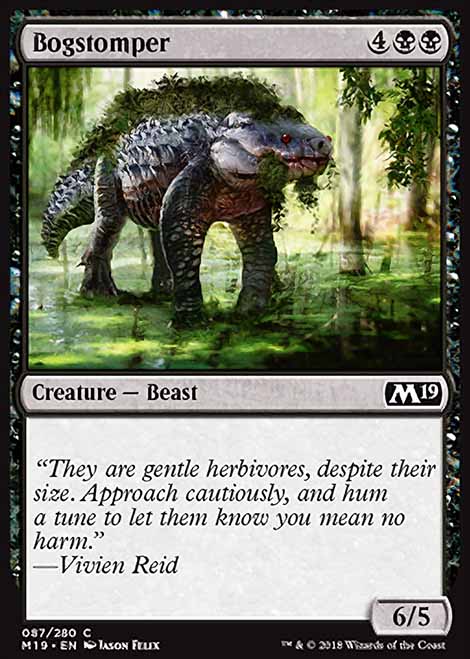 Bogstomper 4
Creature — Beast M19
“They are gentle herbivores, despite their
size. Approach cautiously, and hum
a tune to let them know you mean no
harm.”
—Vivien Reid
6/5
087/280 C
M19 • EN Jason Felix ™ & © 2018 Wizards of the Coast